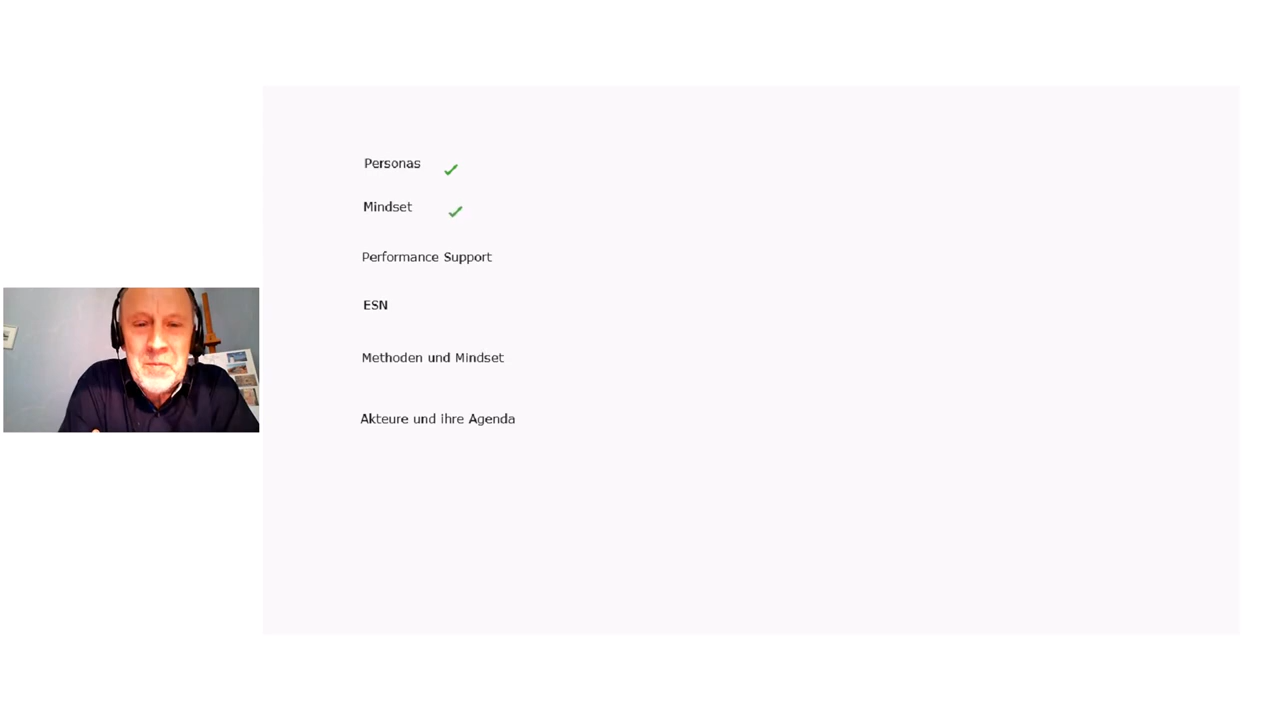 Personas
Mindset
Performance Support
ESN
Methoden und Mindset
Akteure und ihre Agenda